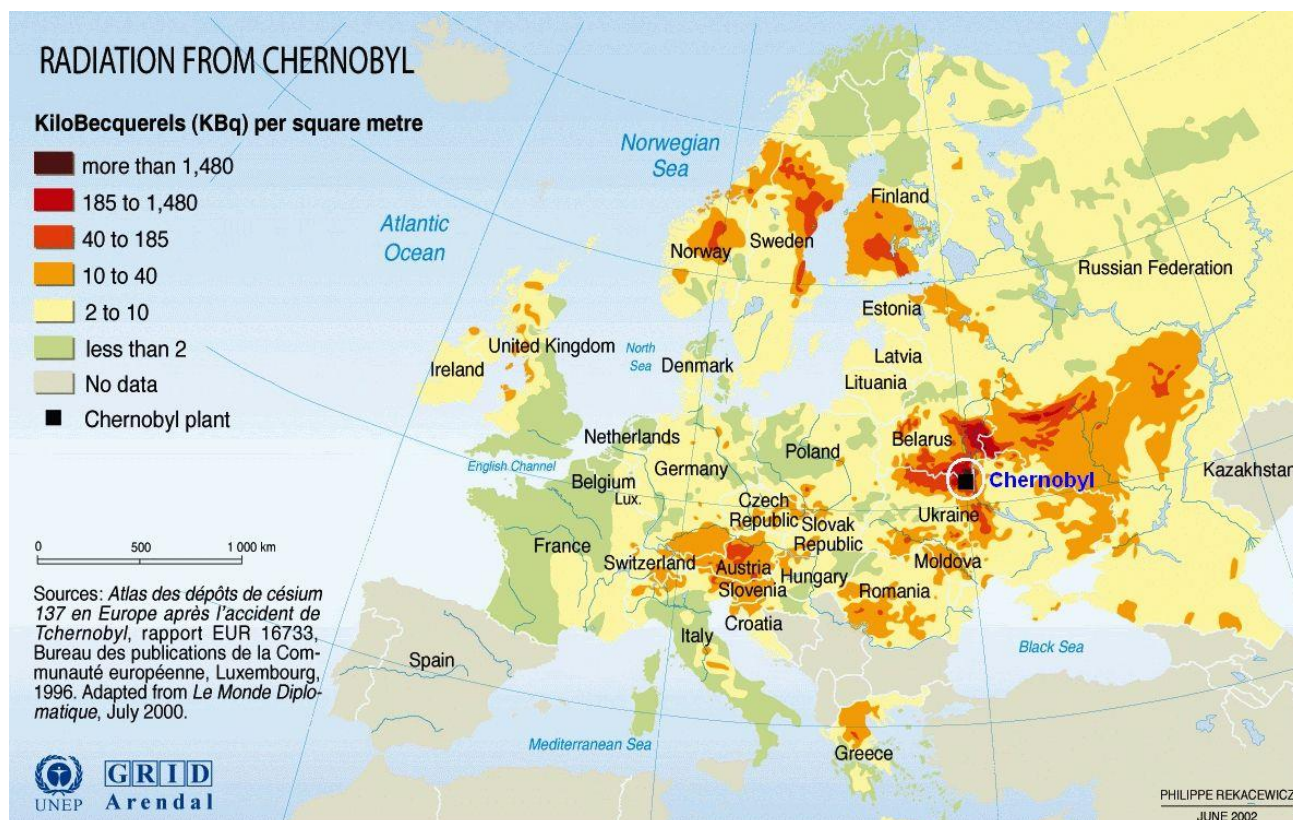 RADIATION FROM CHERNOBYL
KiloBecquerels (KBq) per square metre
more than 1,480
185 to 1,480
40 to 185
10 to 40
2 to 10
less than 2
No data
Chernobyl plant
Norwegian
Sea
Atlantic
Ocean
Finland
Norway
Sweden
Russian Federation
Estonia
United Kingdom
North
Sea
Ireland
Denmark
Latvia
Lituania
Netherlands
Belarus
English Channel
Germany
Poland
Kazakhstan
Belgium
Lux.
Chernobyl
Czech
Republic
Ukraine
Slovak
Republic
France
Switzerland
Austria
Moldova
Hungary
Slovenia
Romania
Croatia
Italy
Spain
Black Sea
Mediterranean Sea
Greece
0 500 1 000 km
Sources: Atlas des dépôts de césium
137 en Europe après l'accident de
Tchernobyl, rapport EUR 16733,
Bureau des publications de la Com-
munauté européenne, Luxembourg,
1996. Adapted from Le Monde Diplo-
matique, July 2000.
UNEP
GRID
Arendal
PHILIPPE REKACEWICZ
JUNE 2002